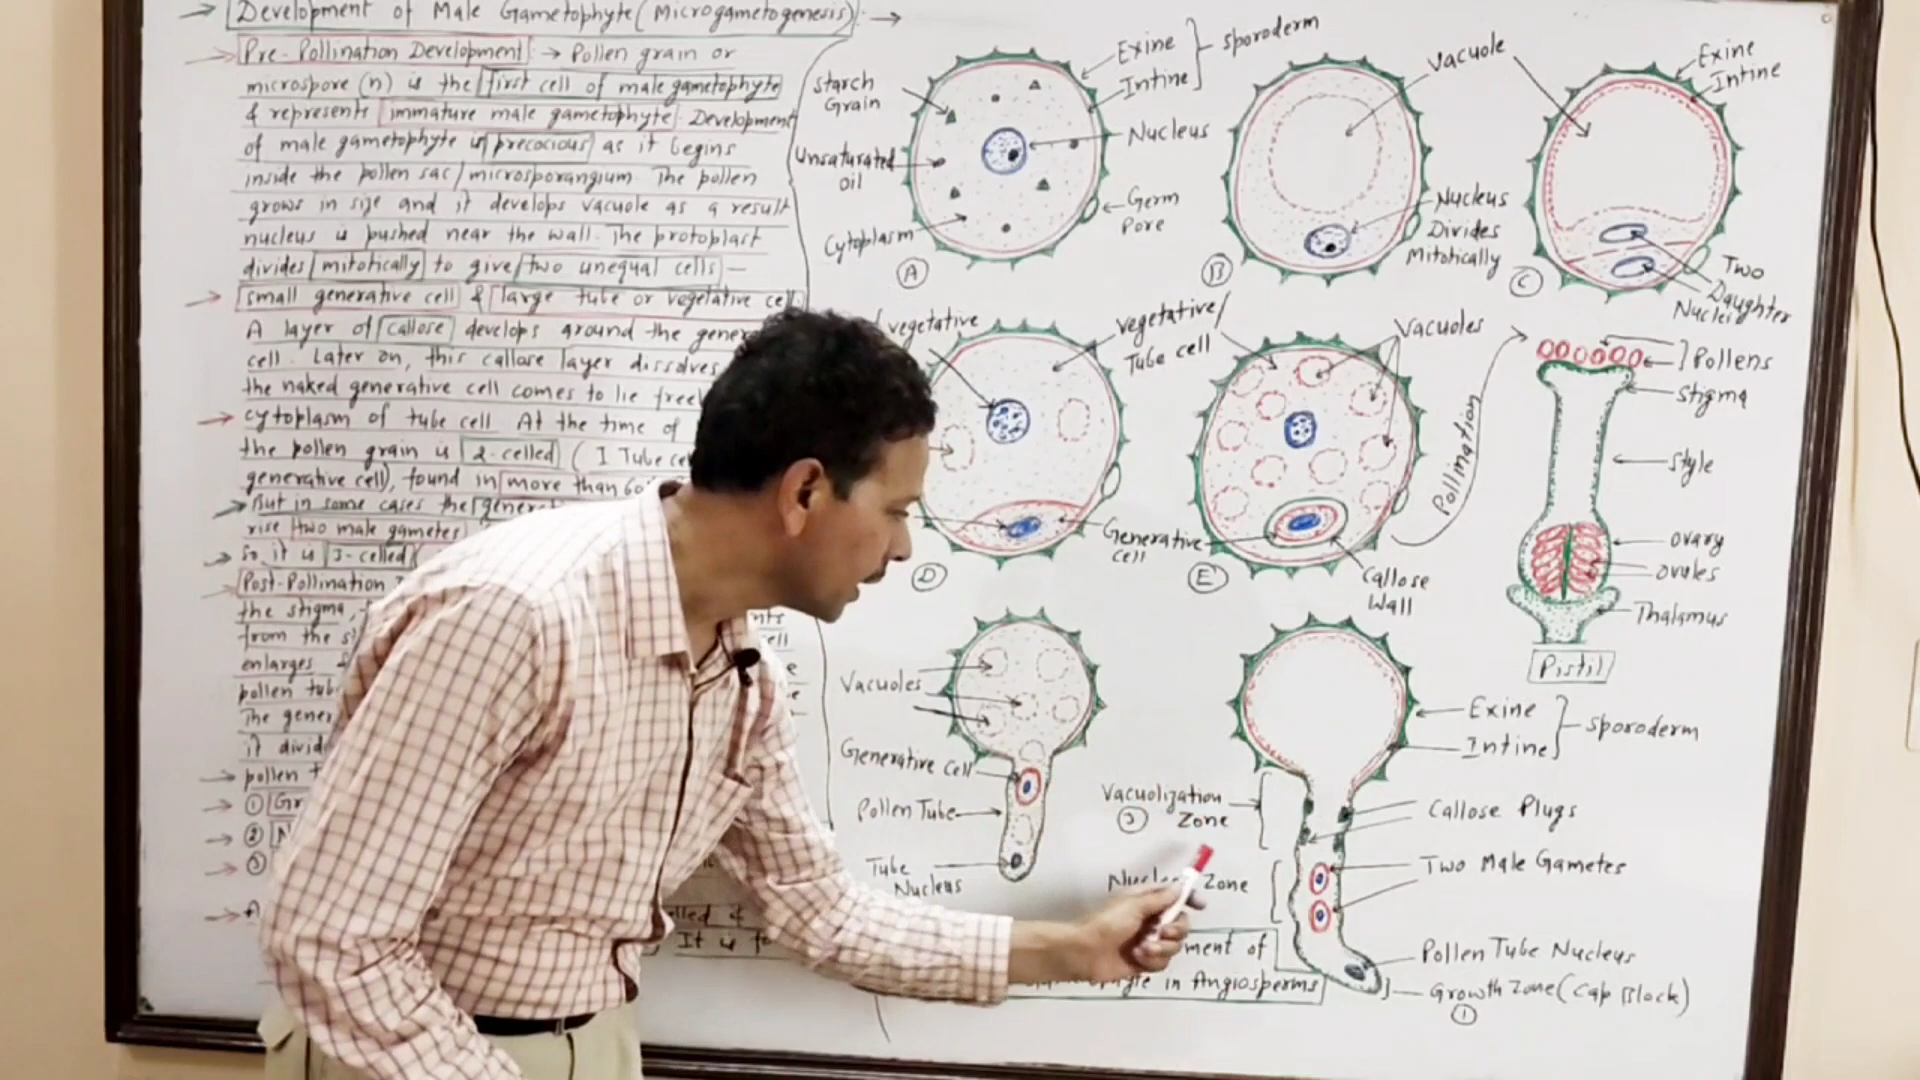 → Development of Male Gametophyte (Microgametogenesis) →
→ Pre-Pollination Development :→ Pollen grain or
microspore (n) is the first cell of male gametophyte
& represents immature male gametophyte. Development
of male gametophyte is precocious as it begins
inside the pollen sac/microsporangium. The pollen
grows in size and it develops vacuole as a result
nucleus is pushed near the wall. The protoplast
divides mitotically to give two unequal cells —
→ small generative cell & large tube or vegetative cell.
A layer of callose develops around the gener
cell. Later on, this callose layer dissolves
the naked generative cell comes to lie free
→ cytoplasm of tube cell. At the time of
the pollen grain is 2-celled ( I Tube ce
generative cell), found in more than 60
→ But in some cases the gener
rise two male gametes
→ So it is 3-celled (
→ Post-Pollination
the stigma,
from the s
enlarges &
pollen tub
The gener
it divid
→ pollen t
→ ① Gr
→ ② N
→ ③
→ A
lled &
It is fo
Starch
Grain
Unsaturated
oil
Cytoplasm
Exine
Intine
Sporoderm
Nucleus
Germ
Pore
A
Vacuole
Nucleus
Divides
Mitotically
B
Exine
Intine
Two
Daughter
Nuclei
C
/vegetative
Vegetative/
Tube cell
Generative
cell
D
Vacuoles
Callose
Wall
E
Pollination
Pollens
Stigma
Style
Ovary
Ovules
Thalamus
Pistil
Vacuoles
Generative Cell
Pollen Tube
Tube
Nucleus
Exine
Intine
Sporoderm
Vacuolization
③ Zone
Callose Plugs
Zone
Two Male Gametes
Pollen Tube Nucleus
Growth Zone (Cap Block)
①
ment of
in Angiosperms